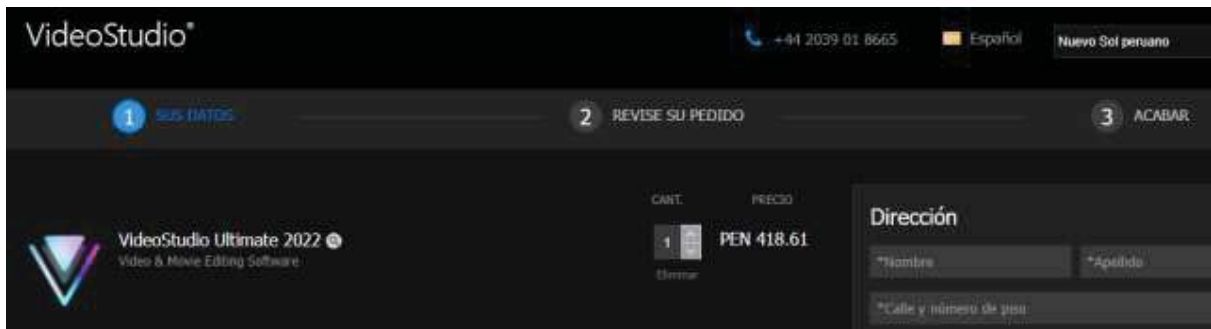 VideoStudio®
+44 2039 01 8665
Español
Nuevo Sol peruano
1 SUS DATOS
2 REVISE SU PEDIDO
3 ACABAR
CANT.
PRECIO
VideoStudio Ultimate 2022
Video & Movie Editing Software
1
PEN 418.61
Eliminar
Dirección
*Nombre
*Apellido
*Calle y número de piso